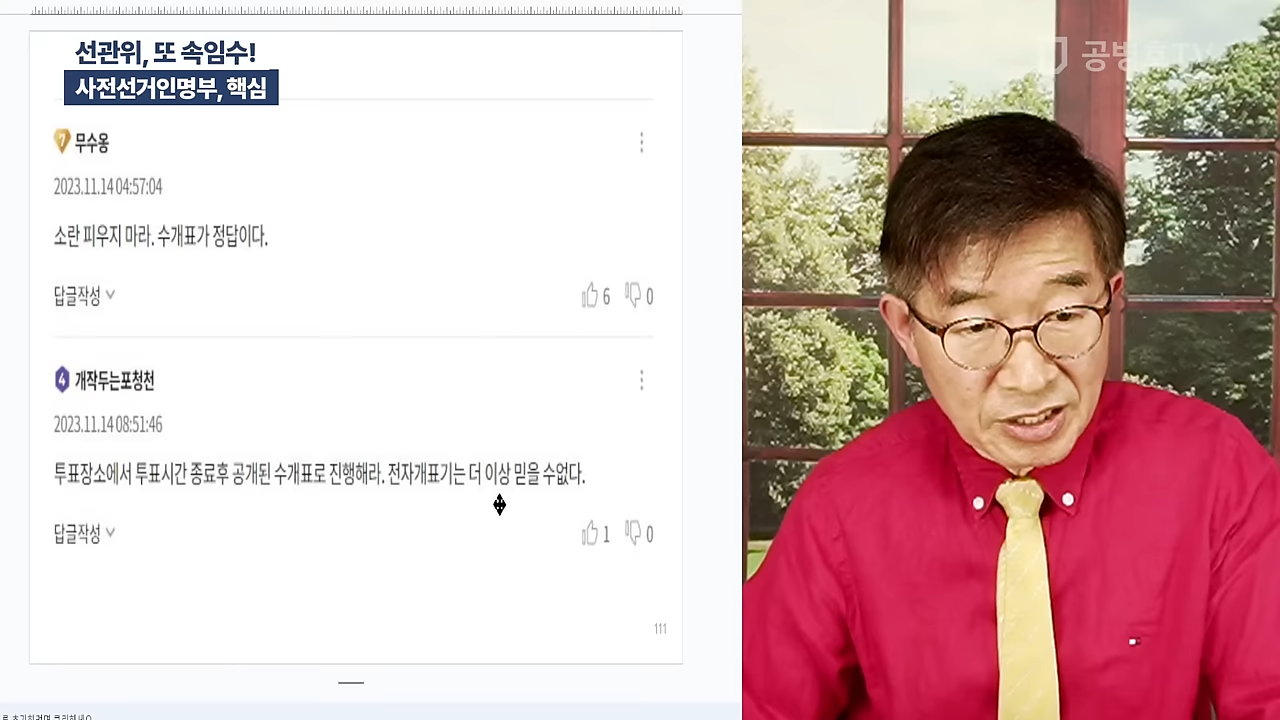 선관위, 또 속임수!
사전선거인명부, 핵심
7 무수옹
2023.11.14 04:57:04
소란 피우지 마라. 수개표가 정답이다.
답글작성
6 0
4 개작두는포청천
2023.11.14 08:51:46
투표장소에서 투표시간 종료후 공개된 수개표로 진행해라. 전자개표기는 더 이상 믿을 수없다.
답글작성
1 0
111
공병호TV